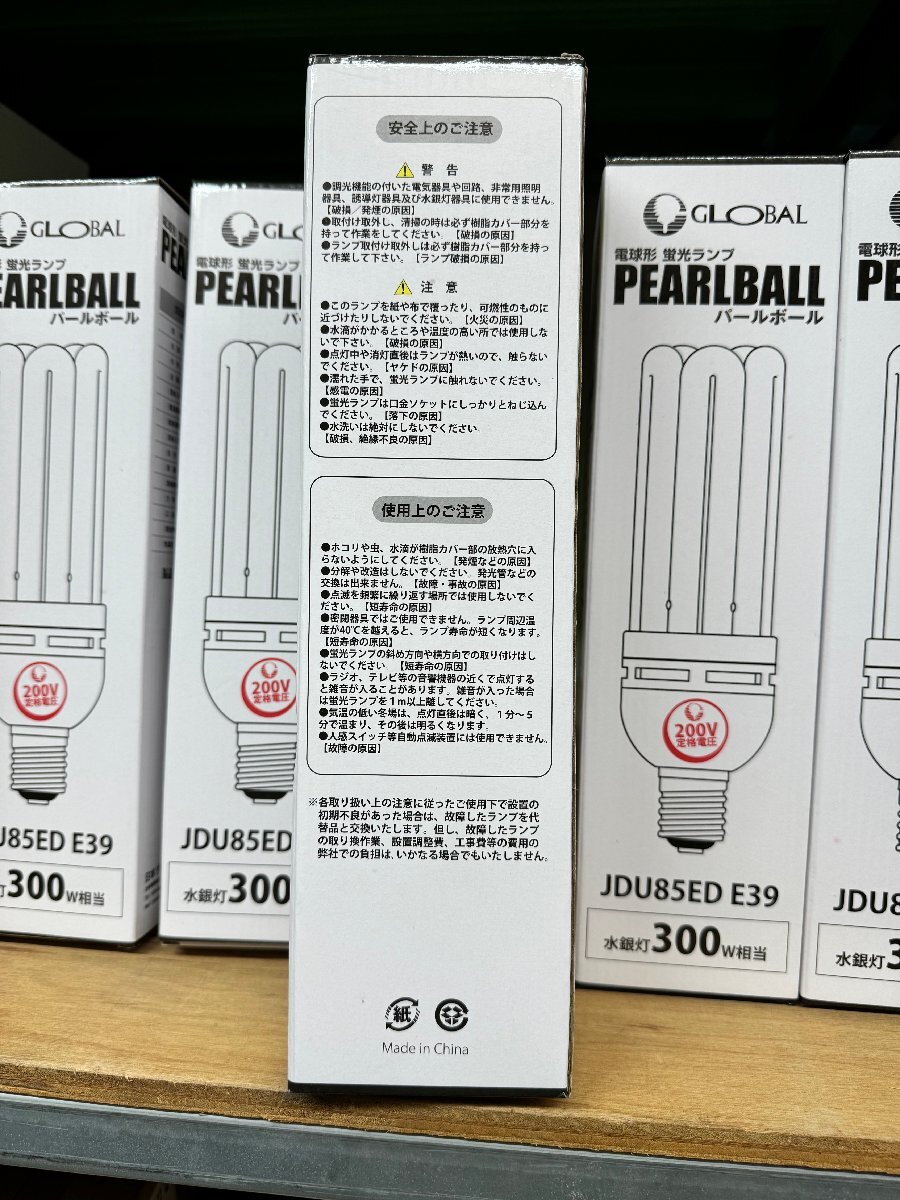 安全上のご注意
警告
●調光機能の付いた電気器具や回路、非常用照明
器具、誘導灯器具及び水銀灯器具に使用できません。
【破損／発煙の原因】
●取付け取外し、清掃の時は必ず樹脂カバー部分を
持って作業をしてください。【破損の原因】
●ランプ取付け取外しは必ず樹脂カバー部分を持っ
て作業して下さい。【ランプ破損の原因】
注意
●このランプを紙や布で覆ったり、可燃性のものに
近づけたりしないでください。【火災の原因】
●水滴がかかるところや湿度の高い所では使用しな
いで下さい。【破損の原因】
●点灯中や消灯直後はランプが熱いので、触らない
でください。【ヤケドの原因】
●濡れた手で、蛍光ランプに触れないでください。
【感電の原因】
●蛍光ランプは口金ソケットにしっかりとねじ込ん
でください。【落下の原因】
●水洗いは絶対にしないでください。
【破損、絶縁不良の原因】
使用上のご注意
●ホコリや虫、水滴が樹脂カバー部の放熱穴に入
らないようにしてください。【発煙などの原因】
●分解や改造はしないでください。発光管などの
交換は出来ません。【故障・事故の原因】
●点滅を頻繁に繰り返す場所では使用しないでく
ださい。【短寿命の原因】
●密閉器具ではご使用できません。ランプ周辺温
度が40℃を越えると、ランプ寿命が短くなります。
【短寿命の原因】
●蛍光ランプの斜め方向や横方向での取り付けはし
ないでください。【短寿命の原因】
●ラジオ、テレビ等の音響機器の近くで点灯する
と雑音が入ることがあります。雑音が入った場合
は蛍光ランプを1m以上離してください。
●気温の低い冬場は、点灯直後は暗く、1分〜5
分で温まり、その後は明るくなります。
●人感スイッチ等自動点滅装置には使用できません。
【故障の原因】
※各取り扱い上の注意に従ったご使用下で設置の
初期不良があった場合は、故障したランプを代
替品と交換いたします。但し、故障したランプ
の取り換作業、設置調整費、工事費等の費用の
弊社での負担は、いかなる場合でもいたしません。
紙
Made in China
GLOBAL
蛍光ランプ
EARLBALL
パールボール
200V
定格電圧
J85ED E39
300W相当
GLO
電球形 蛍光ランプ
PEARL
パ
200V
定格電圧
JDU85ED
水銀灯300
GLOBAL
電球形 蛍光ランプ
PEARLBALL
パールボール
200V
定格電圧
JDU85ED E39
水銀灯300W相当
電球形
PE
JDU8
水銀灯3